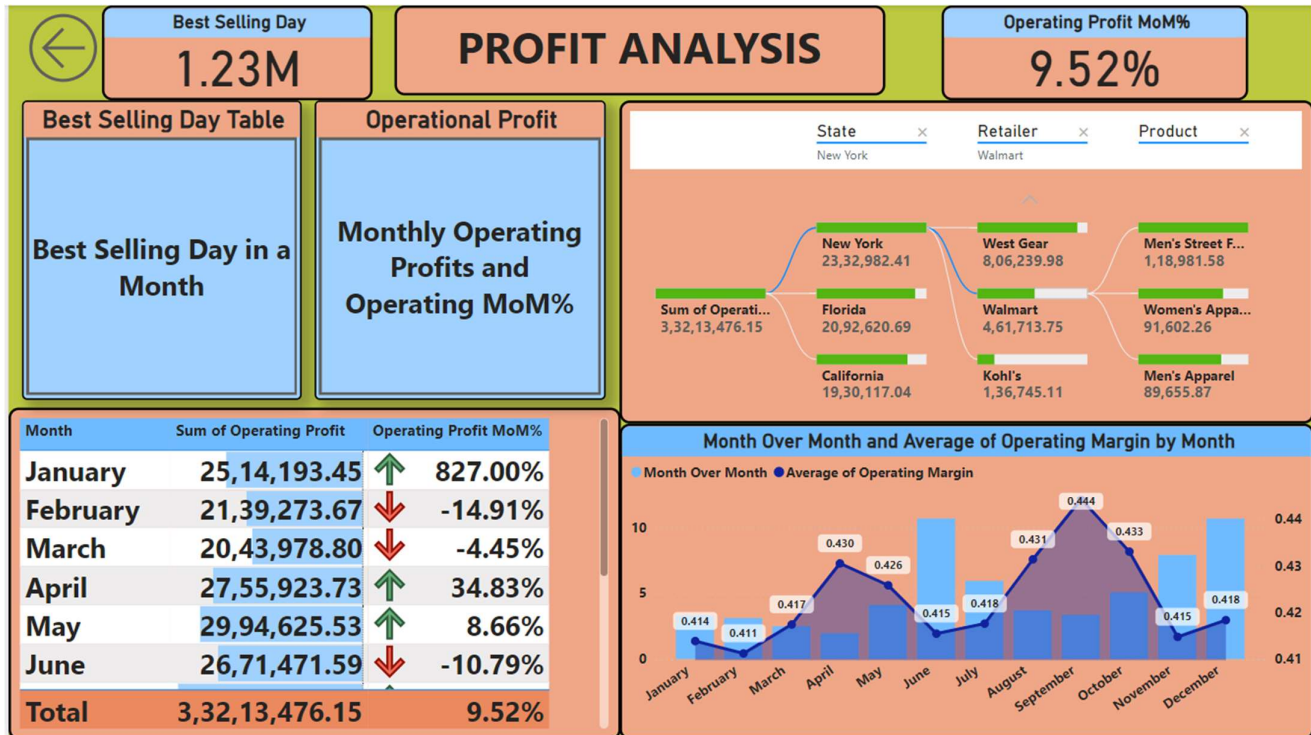 Best Selling Day
1.23M
PROFIT ANALYSIS
Operating Profit MoM%
9.52%
Best Selling Day Table
Best Selling Day in a
Month
Operational Profit
Monthly Operating
Profits and
Operating MoM%
State × Retailer × Product ×
New York Walmart
Sum of Operati...
3,32,13,476.15
New York
23,32,982.41
Florida
20,92,620.69
California
19,30,117.04
West Gear
8,06,239.98
Walmart
4,61,713.75
Kohl's
1,36,745.11
Men's Street F...
1,18,981.58
Women's Appa...
91,602.26
Men's Apparel
89,655.87
Month Sum of Operating Profit Operating Profit MoM%
January 25,14,193.45 827.00%
February 21,39,273.67 -14.91%
March 20,43,978.80 -4.45%
April 27,55,923.73 34.83%
May 29,94,625.53 8.66%
June 26,71,471.59 -10.79%
Total 3,32,13,476.15 9.52%
Month Over Month and Average of Operating Margin by Month
Month Over Month Average of Operating Margin
10
5
0
0.414
0.411
0.417
0.430
0.426
0.415
0.418
0.431
0.444
0.433
0.415
0.418
0.44
0.43
0.42
0.41
January
February
March
April
May
June
July
August
September
October
November
December